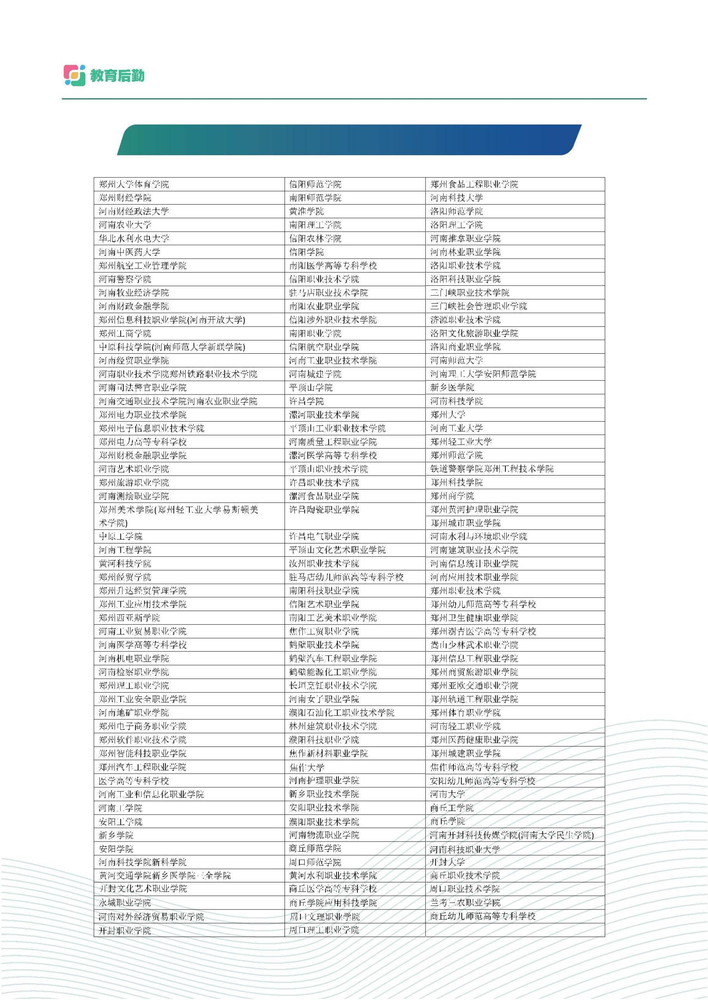 教育后勤
郑州大学体育学院 信阳师范学院 郑州食品工程职业学院
郑州财经学院 南阳师范学院 河南科技大学
河南财经政法大学 黄淮学院 洛阳师范学院
河南农业大学 南阳理工学院 洛阳理工学院
华北水利水电大学 信阳农林学院 河南推拿职业学院
河南中医药大学 信阳学院 河南林业职业学院
郑州航空工业管理学院 南阳医学高等专科学校 洛阳职业技术学院
河南警察学院 信阳职业技术学院 洛阳科技职业学院
河南牧业经济学院 驻马店职业技术学院 三门峡职业技术学院
河南财政金融学院 南阳农业职业学院 三门峡社会管理职业学院
郑州信息科技职业学院(河南开放大学) 信阳涉外职业技术学院 济源职业技术学院
郑州工商学院 南阳职业学院 洛阳文化旅游职业学院
中原科技学院(河南师范大学新联学院) 信阳航空职业学院 洛阳商业职业学院
河南经贸职业学院 河南工业职业技术学院 河南师范大学
河南职业技术学院郑州铁路职业技术学院 河南城建学院 河南理工大学安阳师范学院
河南司法警官职业学院 平顶山学院 新乡医学院
河南交通职业技术学院河南农业职业学院 许昌学院 河南科技学院
郑州电力职业技术学院 漯河职业技术学院 郑州大学
郑州电子信息职业技术学院 平顶山工业职业技术学院 河南工业大学
郑州电力高等专科学校 河南质量工程职业学院 郑州轻工业大学
郑州财税金融职业学院 漯河医学高等专科学校 郑州师范学院
河南艺术职业学院 平顶山职业技术学院 铁道警察学院郑州工程技术学院
郑州旅游职业学院 许昌职业技术学院 郑州科技学院
河南测绘职业学院 漯河食品职业学院 郑州商学院
郑州美术学院(郑州轻工业大学易斯顿美 许昌陶瓷职业学院 郑州黄河护理职业学院
术学院) 郑州城市职业学院
中原工学院 许昌电气职业学院 河南水利与环境职业学院
河南工程学院 平顶山文化艺术职业学院 河南建筑职业技术学院
黄河科技学院 汝州职业技术学院 河南信息统计职业学院
郑州经贸学院 驻马店幼儿师范高等专科学校 河南应用技术职业学院
郑州升达经贸管理学院 南阳科技职业学院 郑州职业技术学院
郑州工业应用技术学院 信阳艺术职业学院 郑州幼儿师范高等专科学校
郑州西亚斯学院 南阳工艺美术职业学院 郑州卫生健康职业学院
河南工业贸易职业学院 焦作工贸职业学院 郑州澍青医学高等专科学校
河南医学高等专科学校 鹤壁职业技术学院 嵩山少林武术职业学院
河南机电职业学院 鹤壁汽车工程职业学院 郑州信息工程职业学院
河南检察职业学院 鹤壁能源化工职业学院 郑州商贸旅游职业学院
郑州理工职业学院 长垣烹饪职业技术学院 郑州亚欧交通职业学院
郑州工业安全职业学院 河南女子职业学院 郑州轨道工程职业学院
河南地矿职业学院 濮阳石油化工职业技术学院 郑州体育职业学院
郑州电子商务职业学院 林州建筑职业技术学院 河南轻工职业学院
郑州软件职业技术学院 濮阳科技职业学院 郑州医药健康职业学院
郑州智能科技职业学院 焦作新材料职业学院 郑州城建职业学院
郑州汽车工程职业学院 焦作大学 焦作师范高等专科学校
医学高等专科学校 河南护理职业学院 安阳幼儿师范高等专科学校
河南工业和信息化职业学院 新乡职业技术学院 河南大学
河南工学院 安阳职业技术学院 商丘工学院
安阳工学院 濮阳职业技术学院 商丘学院
新乡学院 河南物流职业学院 河南开封科技传媒学院(河南大学民生学院)
安阳学院 商丘师范学院 河南科技职业大学
河南科技学院新科学院 周口师范学院 开封大学
黄河交通学院新乡医学院三全学院 黄河水利职业技术学院 商丘职业技术学院
开封文化艺术职业学院 商丘医学高等专科学校 周口职业技术学院
永城职业学院 商丘学院应用科技学院 兰考三农职业学院
河南对外经济贸易职业学院 周口文理职业学院 商丘幼儿师范高等专科学校
开封职业学院 周口理工职业学院